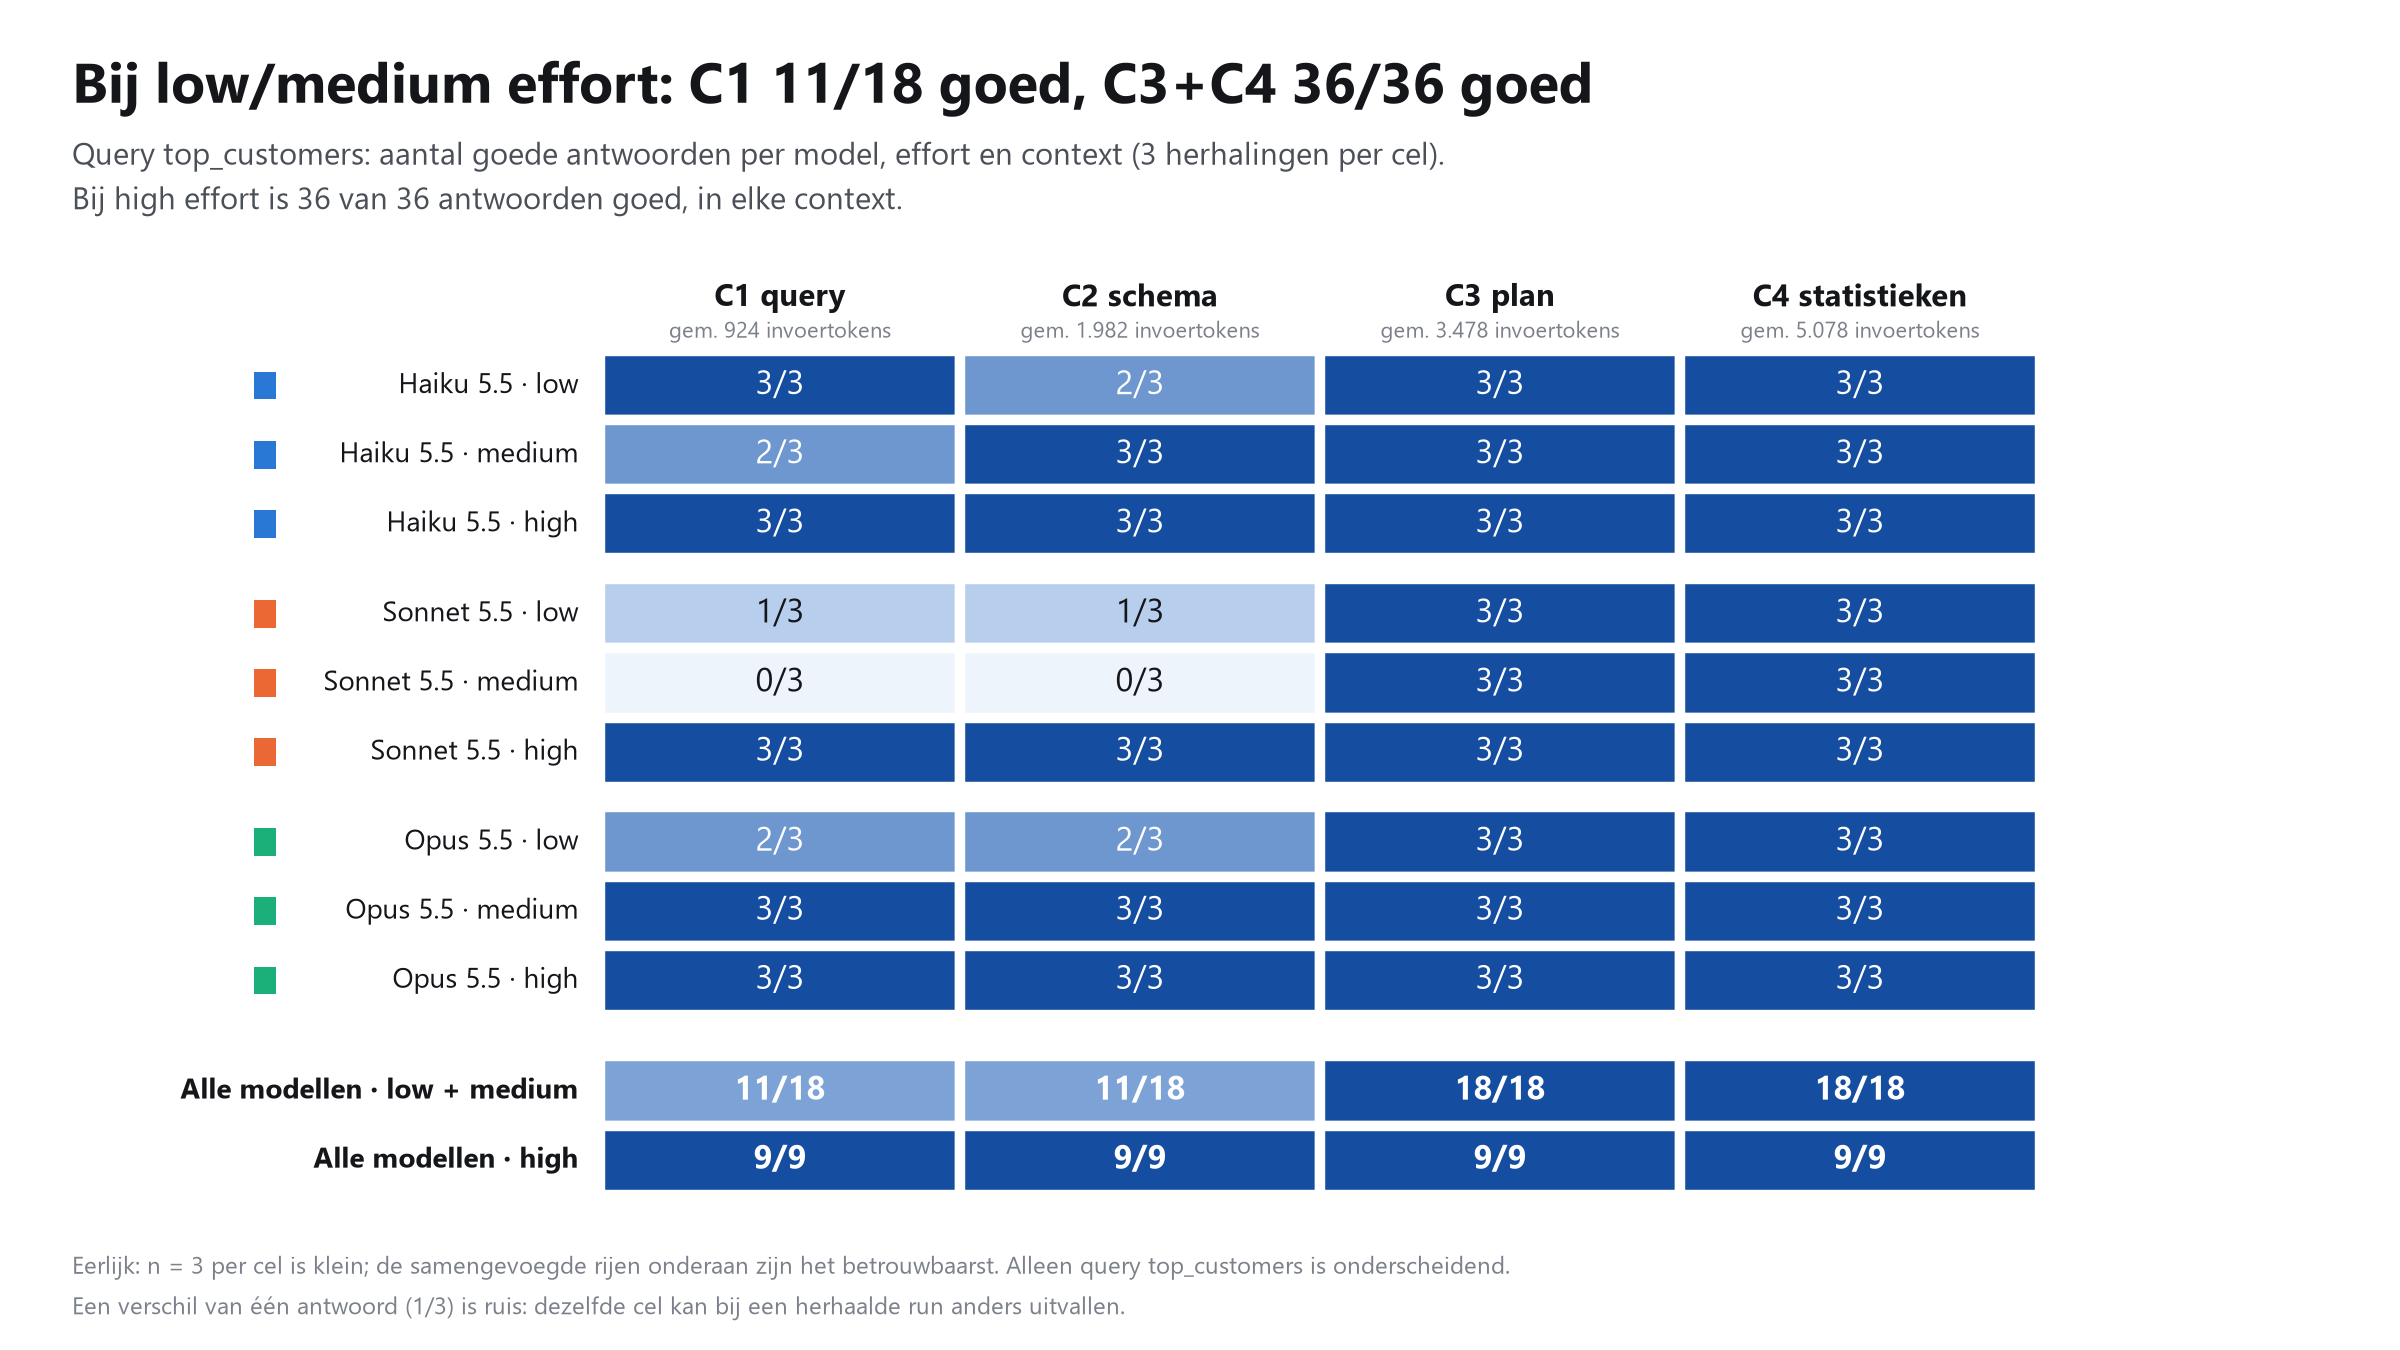 Bij low/medium effort: C1 11/18 goed, C3+C4 36/36 goed
Query top_customers: aantal goede antwoorden per model, effort en context (3 herhalingen per cel).
Bij high effort is 36 van 36 antwoorden goed, in elke context.
C1 query C2 schema C3 plan C4 statistieken
gem. 924 invoertokens gem. 1.982 invoertokens gem. 3.478 invoertokens gem. 5.078 invoertokens
Haiku 5.5 · low 3/3 2/3 3/3 3/3
Haiku 5.5 · medium 2/3 3/3 3/3 3/3
Haiku 5.5 · high 3/3 3/3 3/3 3/3
Sonnet 5.5 · low 1/3 1/3 3/3 3/3
Sonnet 5.5 · medium 0/3 0/3 3/3 3/3
Sonnet 5.5 · high 3/3 3/3 3/3 3/3
Opus 5.5 · low 2/3 2/3 3/3 3/3
Opus 5.5 · medium 3/3 3/3 3/3 3/3
Opus 5.5 · high 3/3 3/3 3/3 3/3
Alle modellen · low + medium 11/18 11/18 18/18 18/18
Alle modellen · high 9/9 9/9 9/9 9/9
Eerlijk: n = 3 per cel is klein; de samengevoegde rijen onderaan zijn het betrouwbaarst. Alleen query top_customers is onderscheidend.
Een verschil van één antwoord (1/3) is ruis: dezelfde cel kan bij een herhaalde run anders uitvallen.